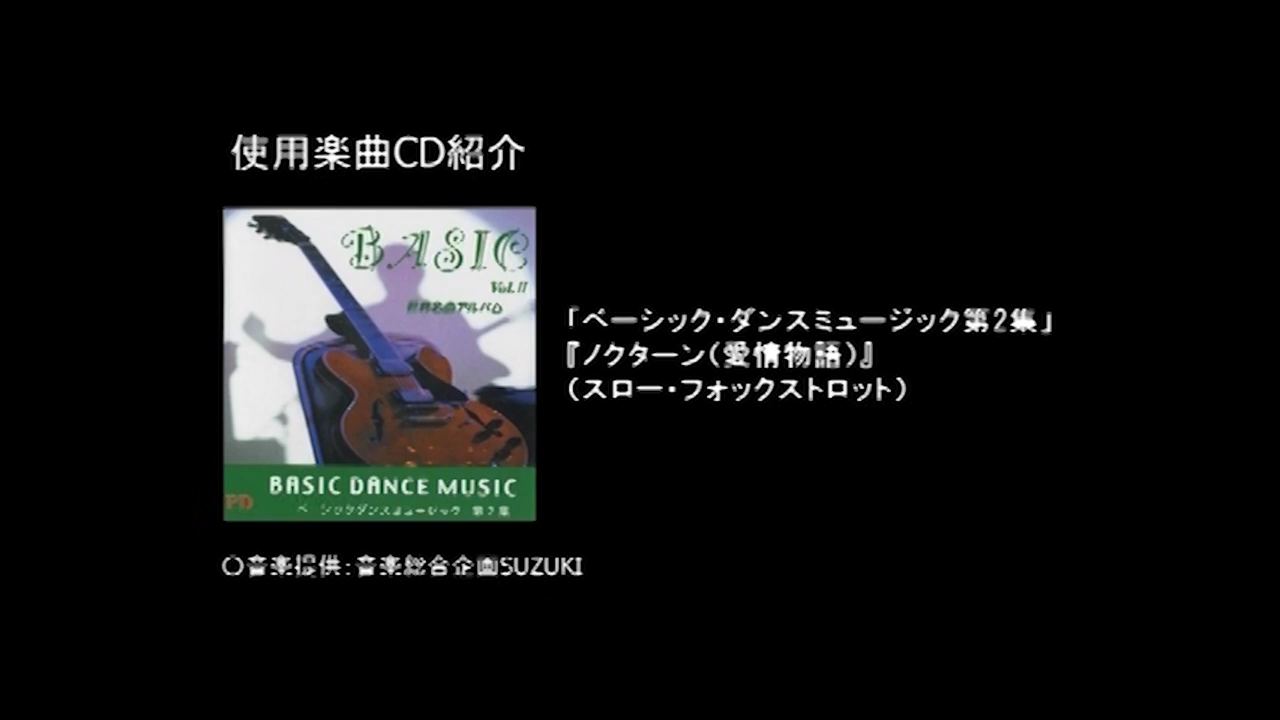 使用楽曲CD紹介
BASIC
Vol.II
世界名曲アルバム
「ベーシック・ダンスミュージック第2集」
『ノクターン(愛情物語)』
(スロー・フォックストロット)
BASIC DANCE MUSIC
PD
ベーシックダンスミュージック 第2集
○音楽提供:音楽総合企画SUZUKI